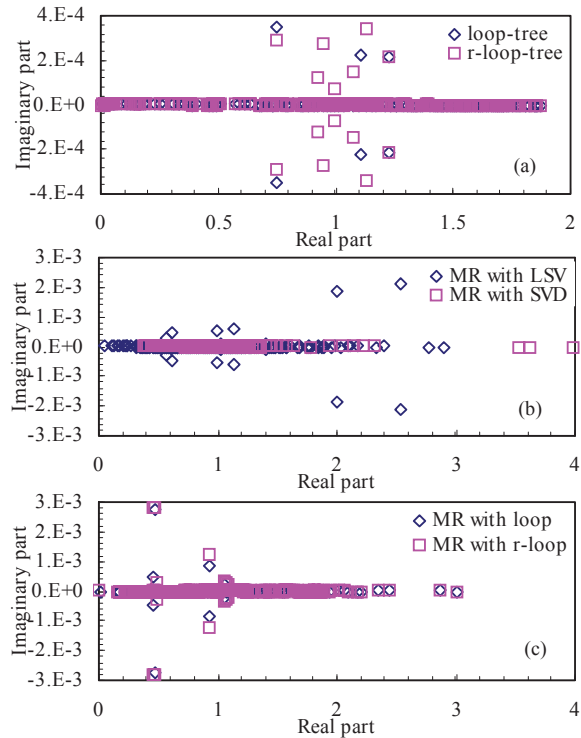 4.E-4
2.E-4
0.E+0
-2.E-4
-4.E-4
Imaginary part
loop-tree
r-loop-tree
(a)
0
0.5
1
1.5
2
Real part
3.E-3
2.E-3
1.E-3
0.E+0
-1.E-3
-2.E-3
-3.E-3
Imaginary part
MR with LSV
MR with SVD
(b)
0
1
2
3
4
Real part
3.E-3
2.E-3
1.E-3
0.E+0
-1.E-3
-2.E-3
-3.E-3
Imaginary part
MR with loop
MR with r-loop
(c)
0
1
2
3
4
Real part